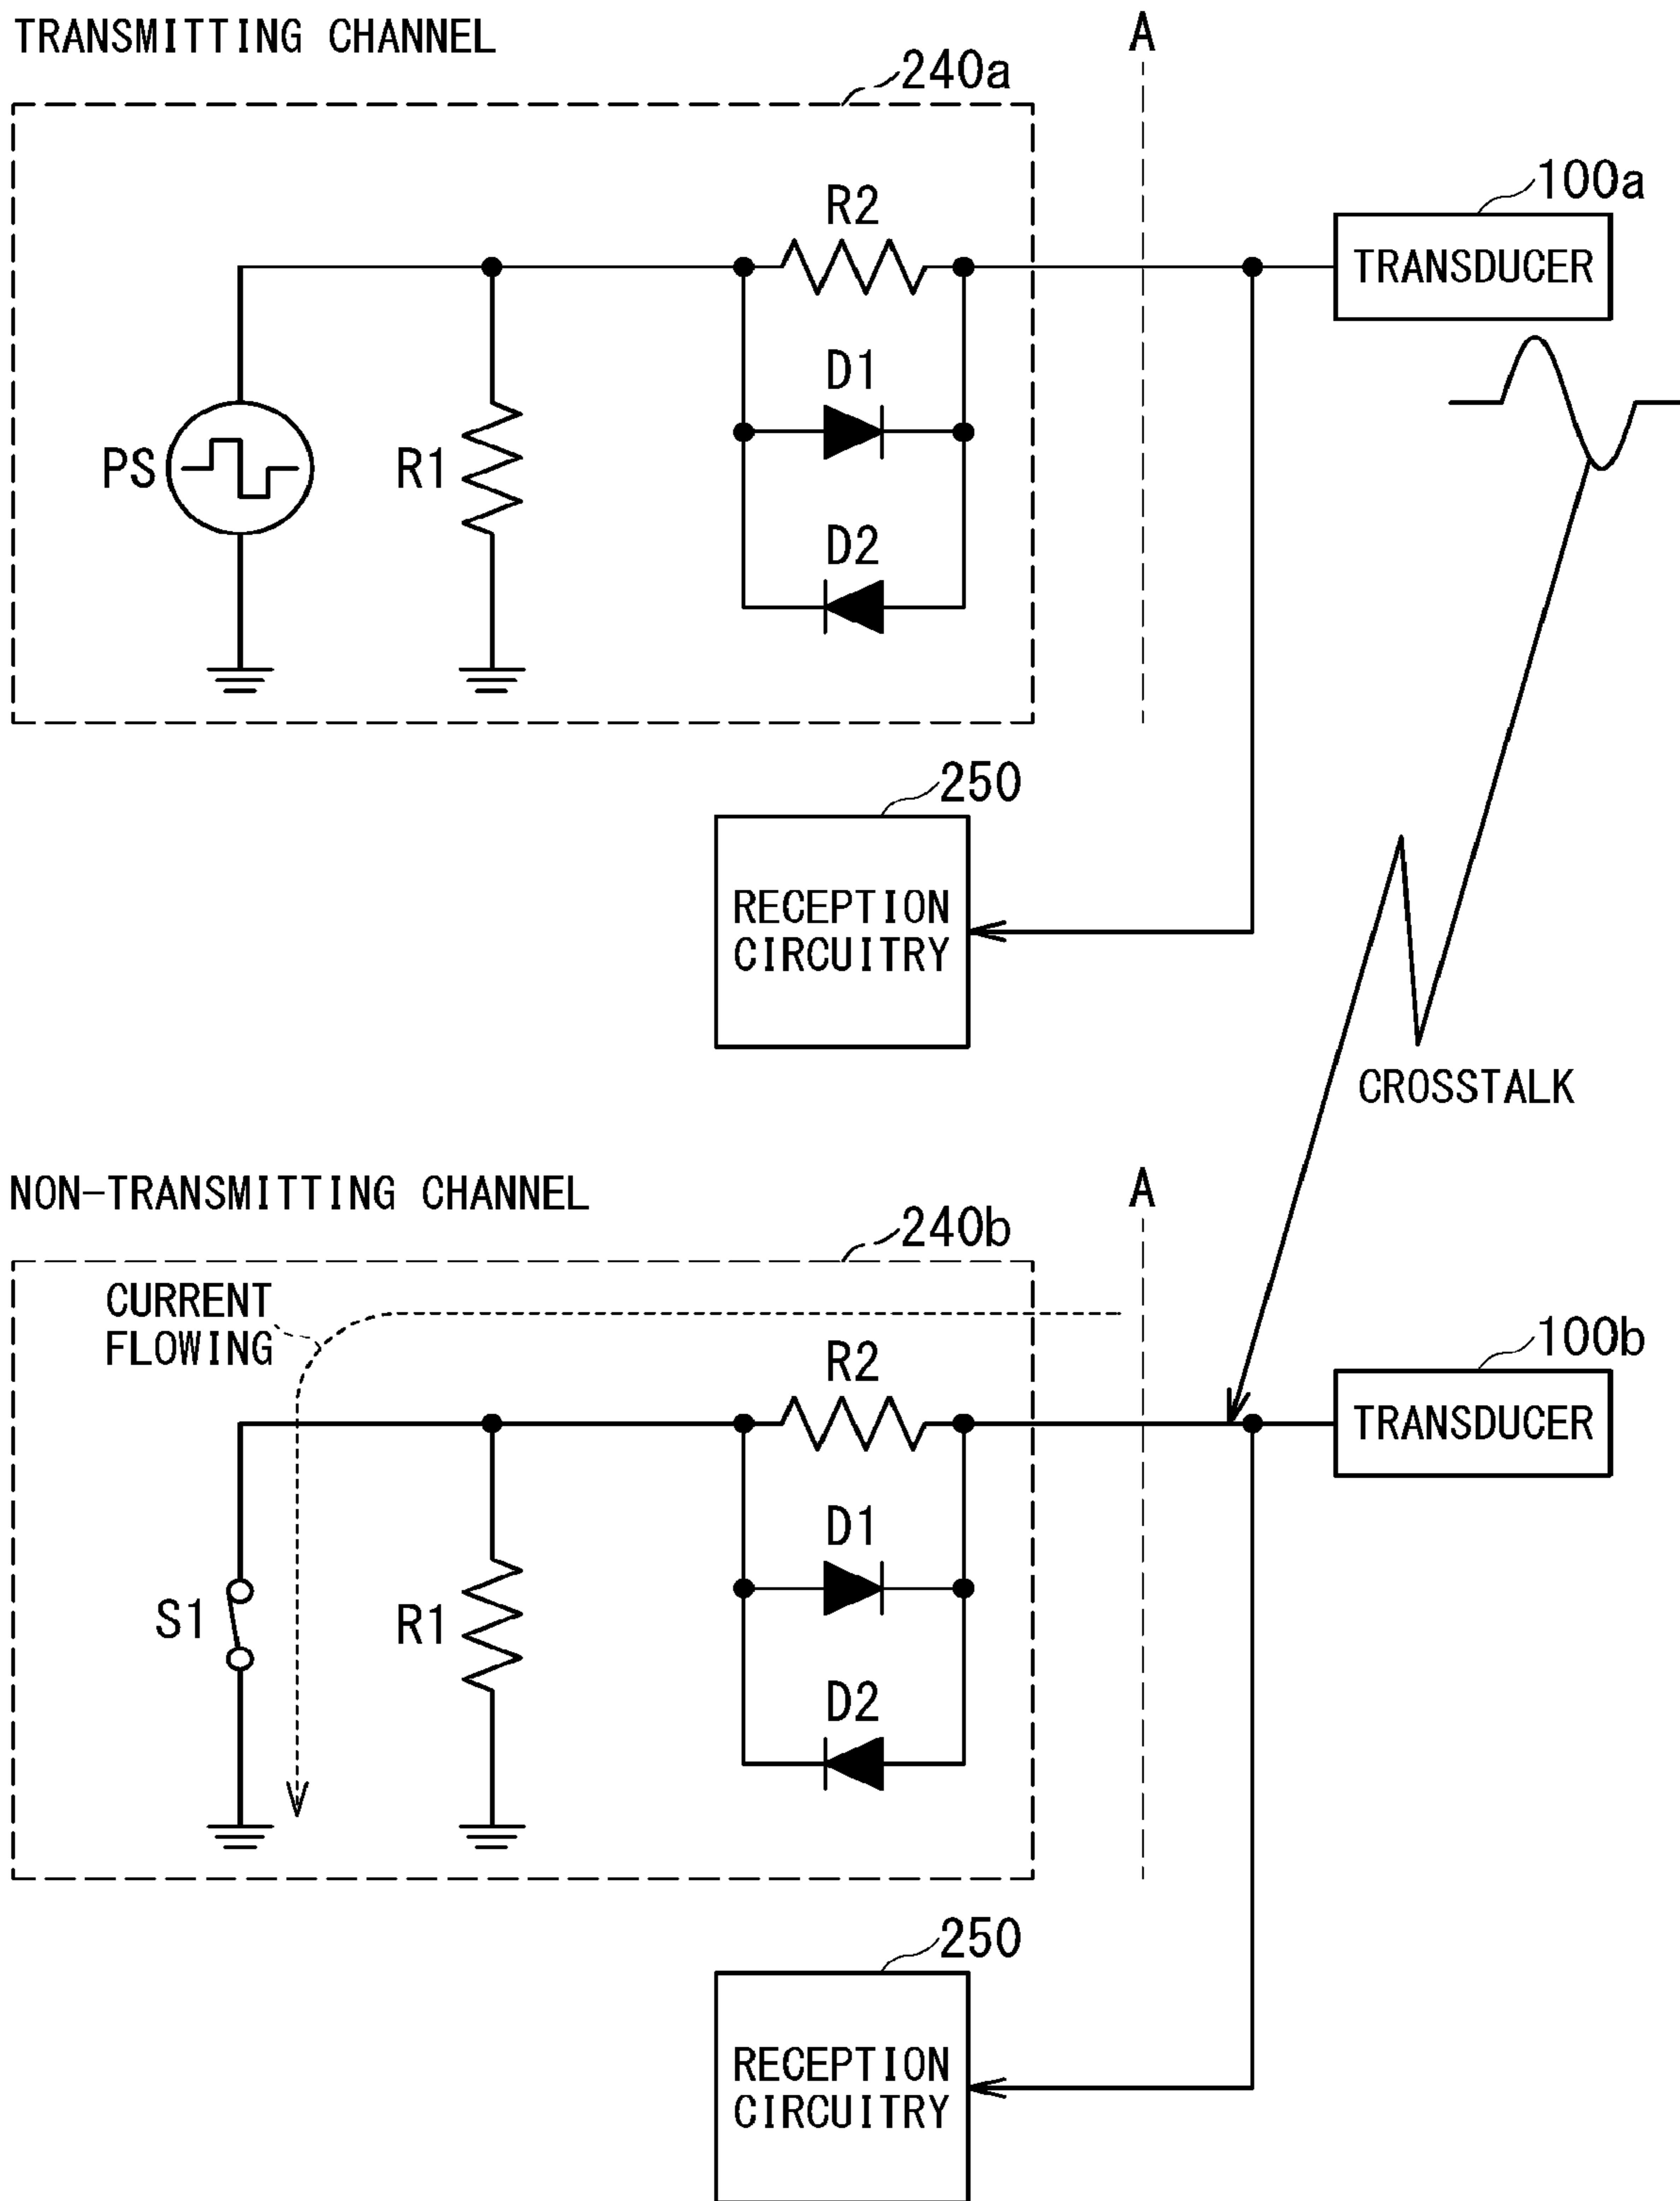 TRANSMITTING CHANNEL
A
240a
100a
R2
TRANSDUCER
D1
PS
R1
D2
250
RECEPTION
CIRCUITRY
CROSSTALK
NON-TRANSMITTING CHANNEL
A
240b
CURRENT
FLOWING
100b
R2
TRANSDUCER
D1
S1
R1
D2
250
RECEPTION
CIRCUITRY